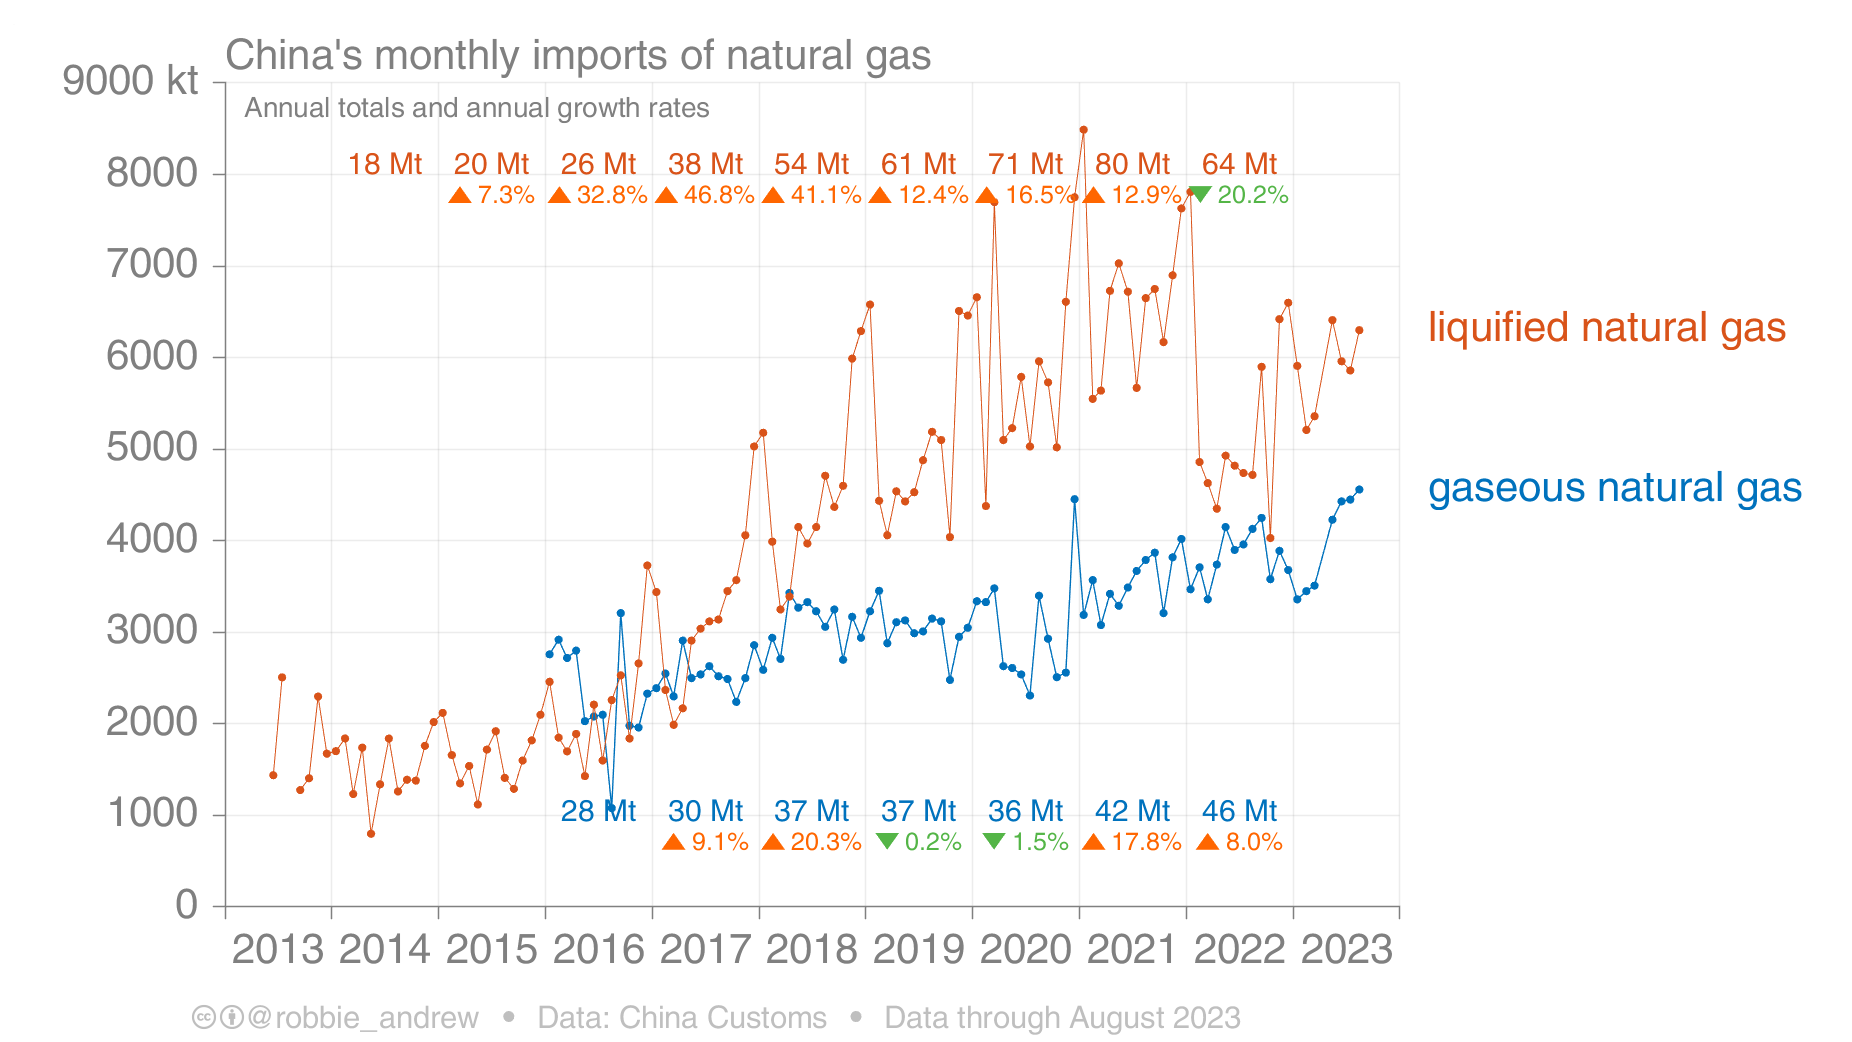 China's monthly imports of natural gas
9000 kt
Annual totals and annual growth rates
18 Mt 20 Mt 26 Mt 38 Mt 54 Mt 61 Mt 71 Mt 80 Mt 64 Mt
8000
▲ 7.3% ▲ 32.8% ▲ 46.8% ▲ 41.1% ▲ 12.4% ▲ 16.5% ▲ 12.9% ▼ 20.2%
7000
6000
liquified natural gas
5000
gaseous natural gas
4000
3000
2000
1000
28 Mt 30 Mt 37 Mt 37 Mt 36 Mt 42 Mt 46 Mt
▲ 9.1% ▲ 20.3% ▼ 0.2% ▼ 1.5% ▲ 17.8% ▲ 8.0%
0
2013 2014 2015 2016 2017 2018 2019 2020 2021 2022 2023
@robbie_andrew • Data: China Customs • Data through August 2023